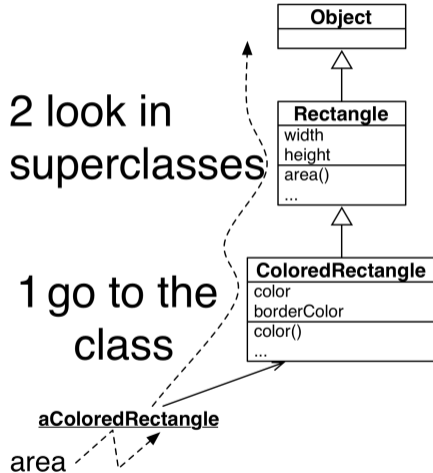 Object
2 look in
superclasses
Rectangle
width
height
area()
...
1 go to the
class
ColoredRectangle
color
borderColor
color()
...
aColoredRectangle
area